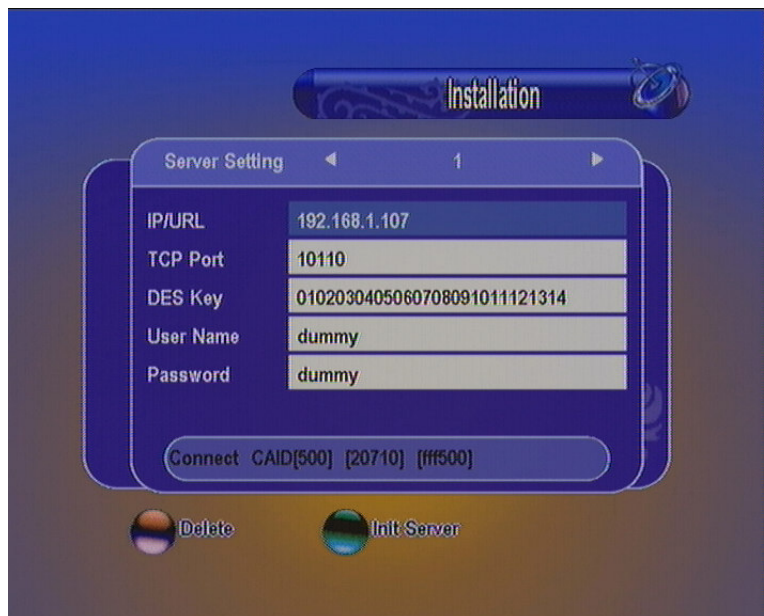 Installation
Server Setting 1
IP/URL 192.168.1.107
TCP Port 10110
DES Key 0102030405060708091011121314
User Name dummy
Password dummy
Connect CAID[500] [20710] [fff500]
Delete Init Server